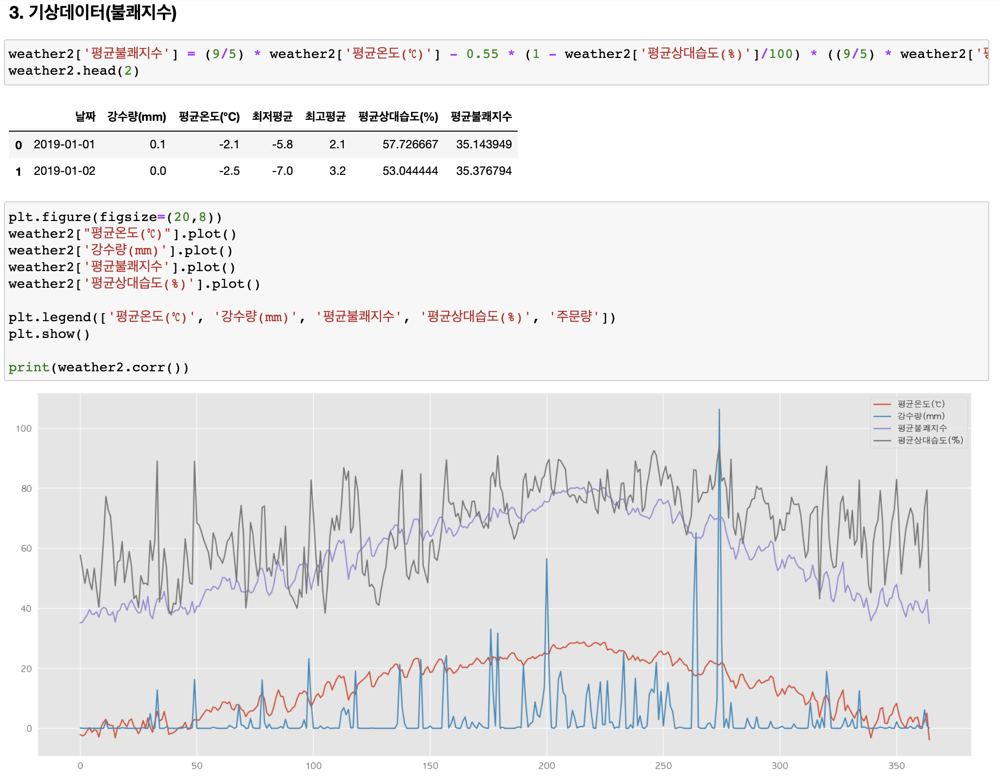 3. 기상데이터(불쾌지수)
weather2['평균불쾌지수'] = (9/5) * weather2['평균온도(℃)'] - 0.55 * (1 - weather2['평균상대습도(%)']/100) * ((9/5) * weather2['
weather2.head(2)
날짜 강수량(mm) 평균온도(℃) 최저평균 최고평균 평균상대습도(%) 평균불쾌지수
0 2019-01-01 0.1 -2.1 -5.8 2.1 57.726667 35.143949
1 2019-01-02 0.0 -2.5 -7.0 3.2 53.044444 35.376794
plt.figure(figsize=(20,8))
weather2["평균온도(℃)"].plot()
weather2['강수량(mm)'].plot()
weather2['평균불쾌지수'].plot()
weather2['평균상대습도(%)'].plot()
plt.legend(['평균온도(℃)', '강수량(mm)', '평균불쾌지수', '평균상대습도(%)', '주문량'])
plt.show()
print(weather2.corr())
평균온도(℃)
강수량(mm)
평균불쾌지수
평균상대습도(%)
100
80
60
40
20
0
0 50 100 150 200 250 300 350